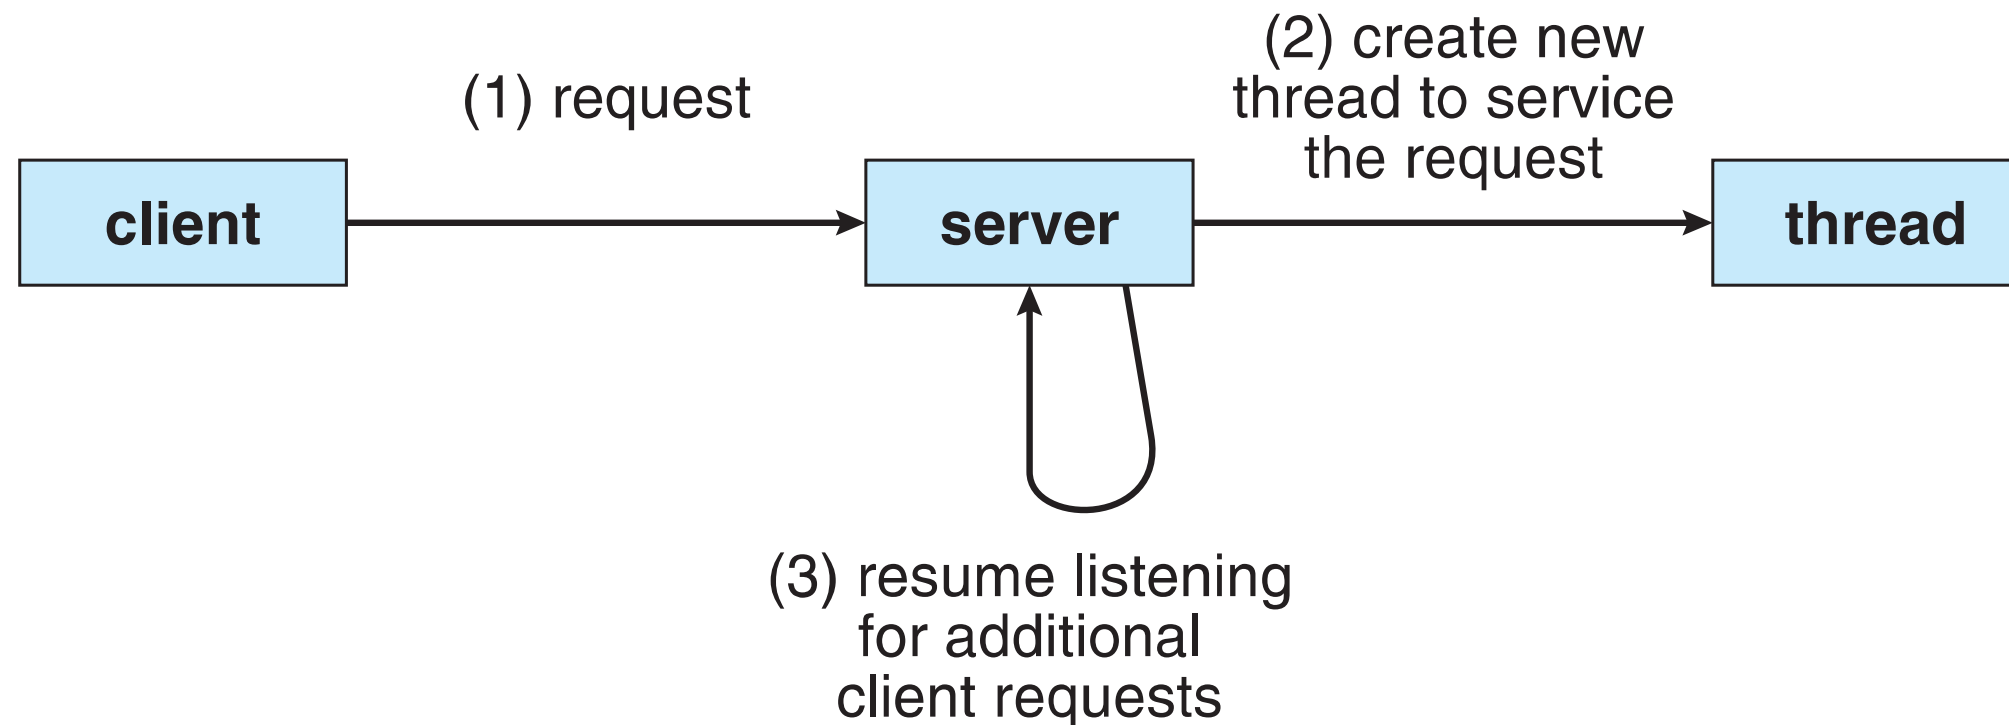 (1) request
(2) create new
thread to service
the request
client
server
thread
(3) resume listening
for additional
client requests